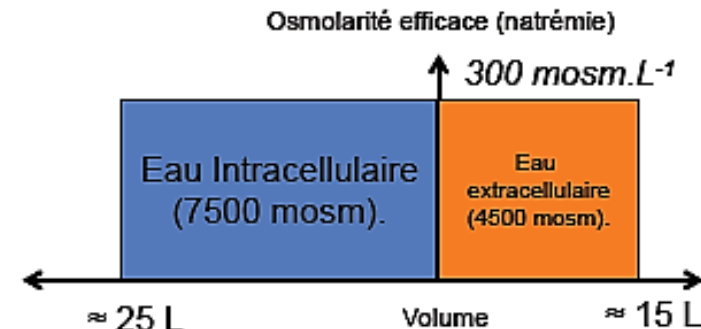 Osmolarité efficace (natrémie)
300 mosm.L⁻¹
Eau Intracellulaire
(7500 mosm).
Eau
extracellulaire
(4500 mosm).
≈ 25 L
Volume
≈ 15 L